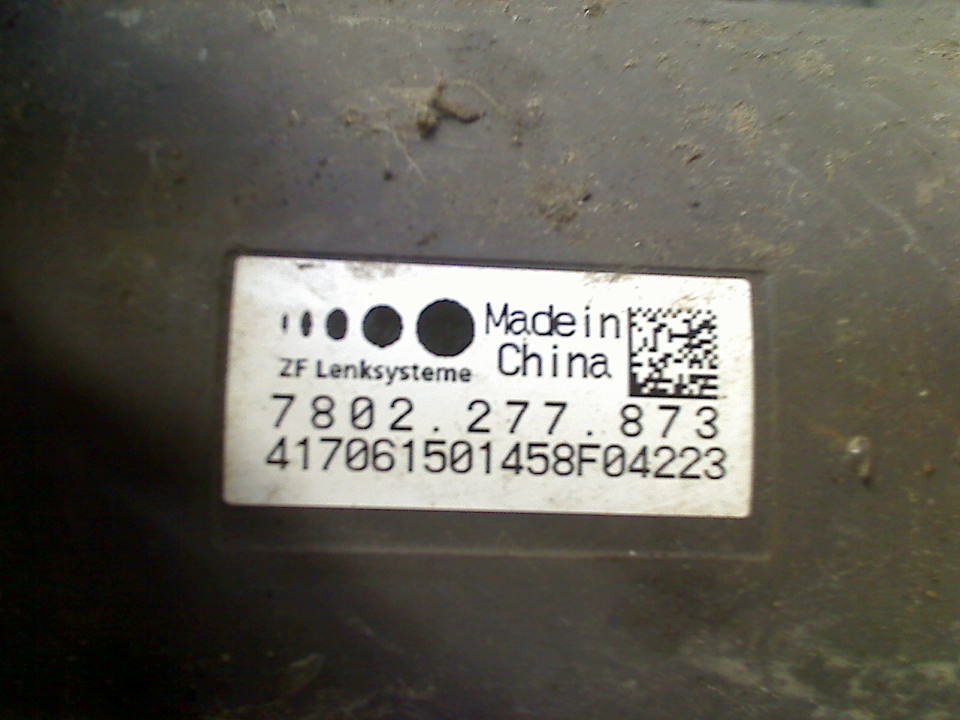 Made in
China
ZF Lenksysteme
7802.277.873
417061501458F04223